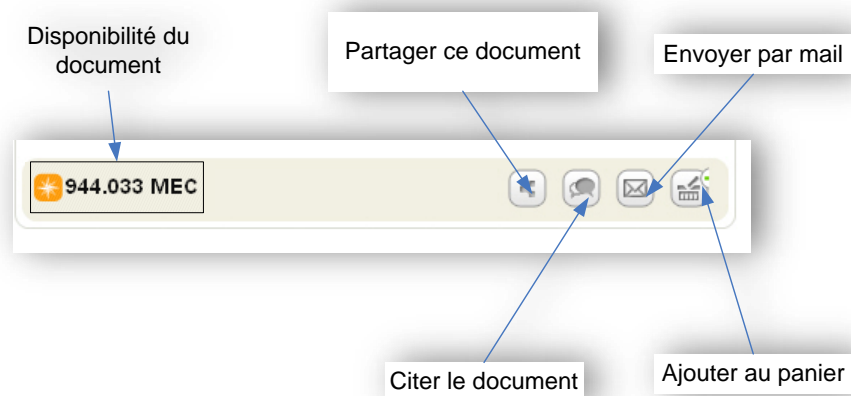 Disponibilité du
document
Partager ce document
Envoyer par mail
944.033 MEC
Citer le document
Ajouter au panier